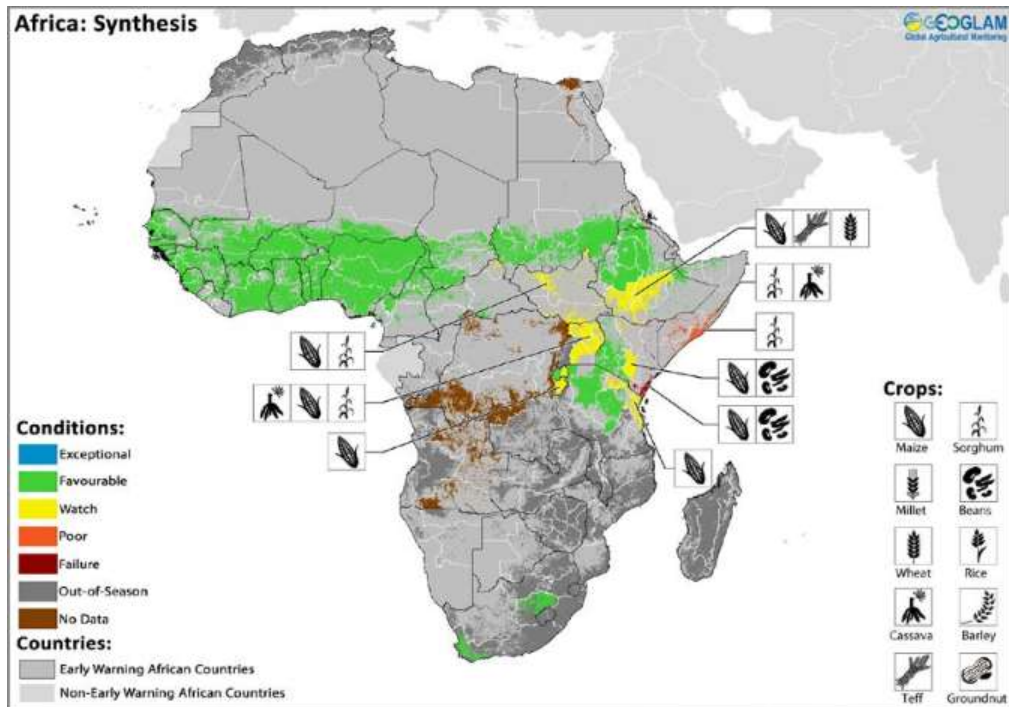 Africa: Synthesis
GEOGLAM
Global Agricultural Monitoring
Conditions:
Exceptional
Favourable
Watch
Poor
Failure
Out-of-Season
No Data
Countries:
Early Warning African Countries
Non-Early Warning African Countries
Crops:
Maize
Sorghum
Millet
Beans
Wheat
Rice
Cassava
Barley
Teff
Groundnut